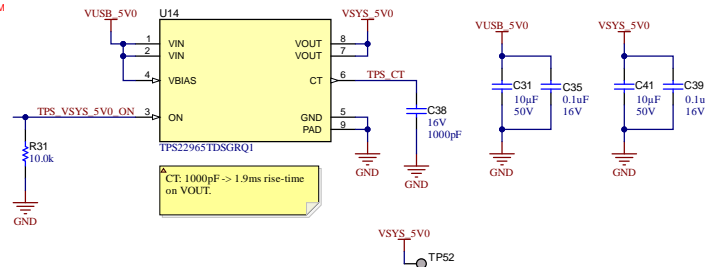 M
VUSB_5V0
U14
VSYS_5V0
1
VIN
VOUT
8
2
VIN
VOUT
7
4
VBIAS
CT
6
TPS_CT
TPS_VSYS_5V0_ON
3
ON
GND
5
PAD
9
TPS22965TDSGRQ1
C38
16V
1000pF
R31
10.0k
GND
GND
GND
CT: 1000pF -> 1.9ms rise-time
on VOUT.
VUSB_5V0
VSYS_5V0
C31
10µF
50V
C35
0.1uF
16V
C41
10µF
50V
C39
0.1u
16V
GND
GND
VSYS_5V0
TP52